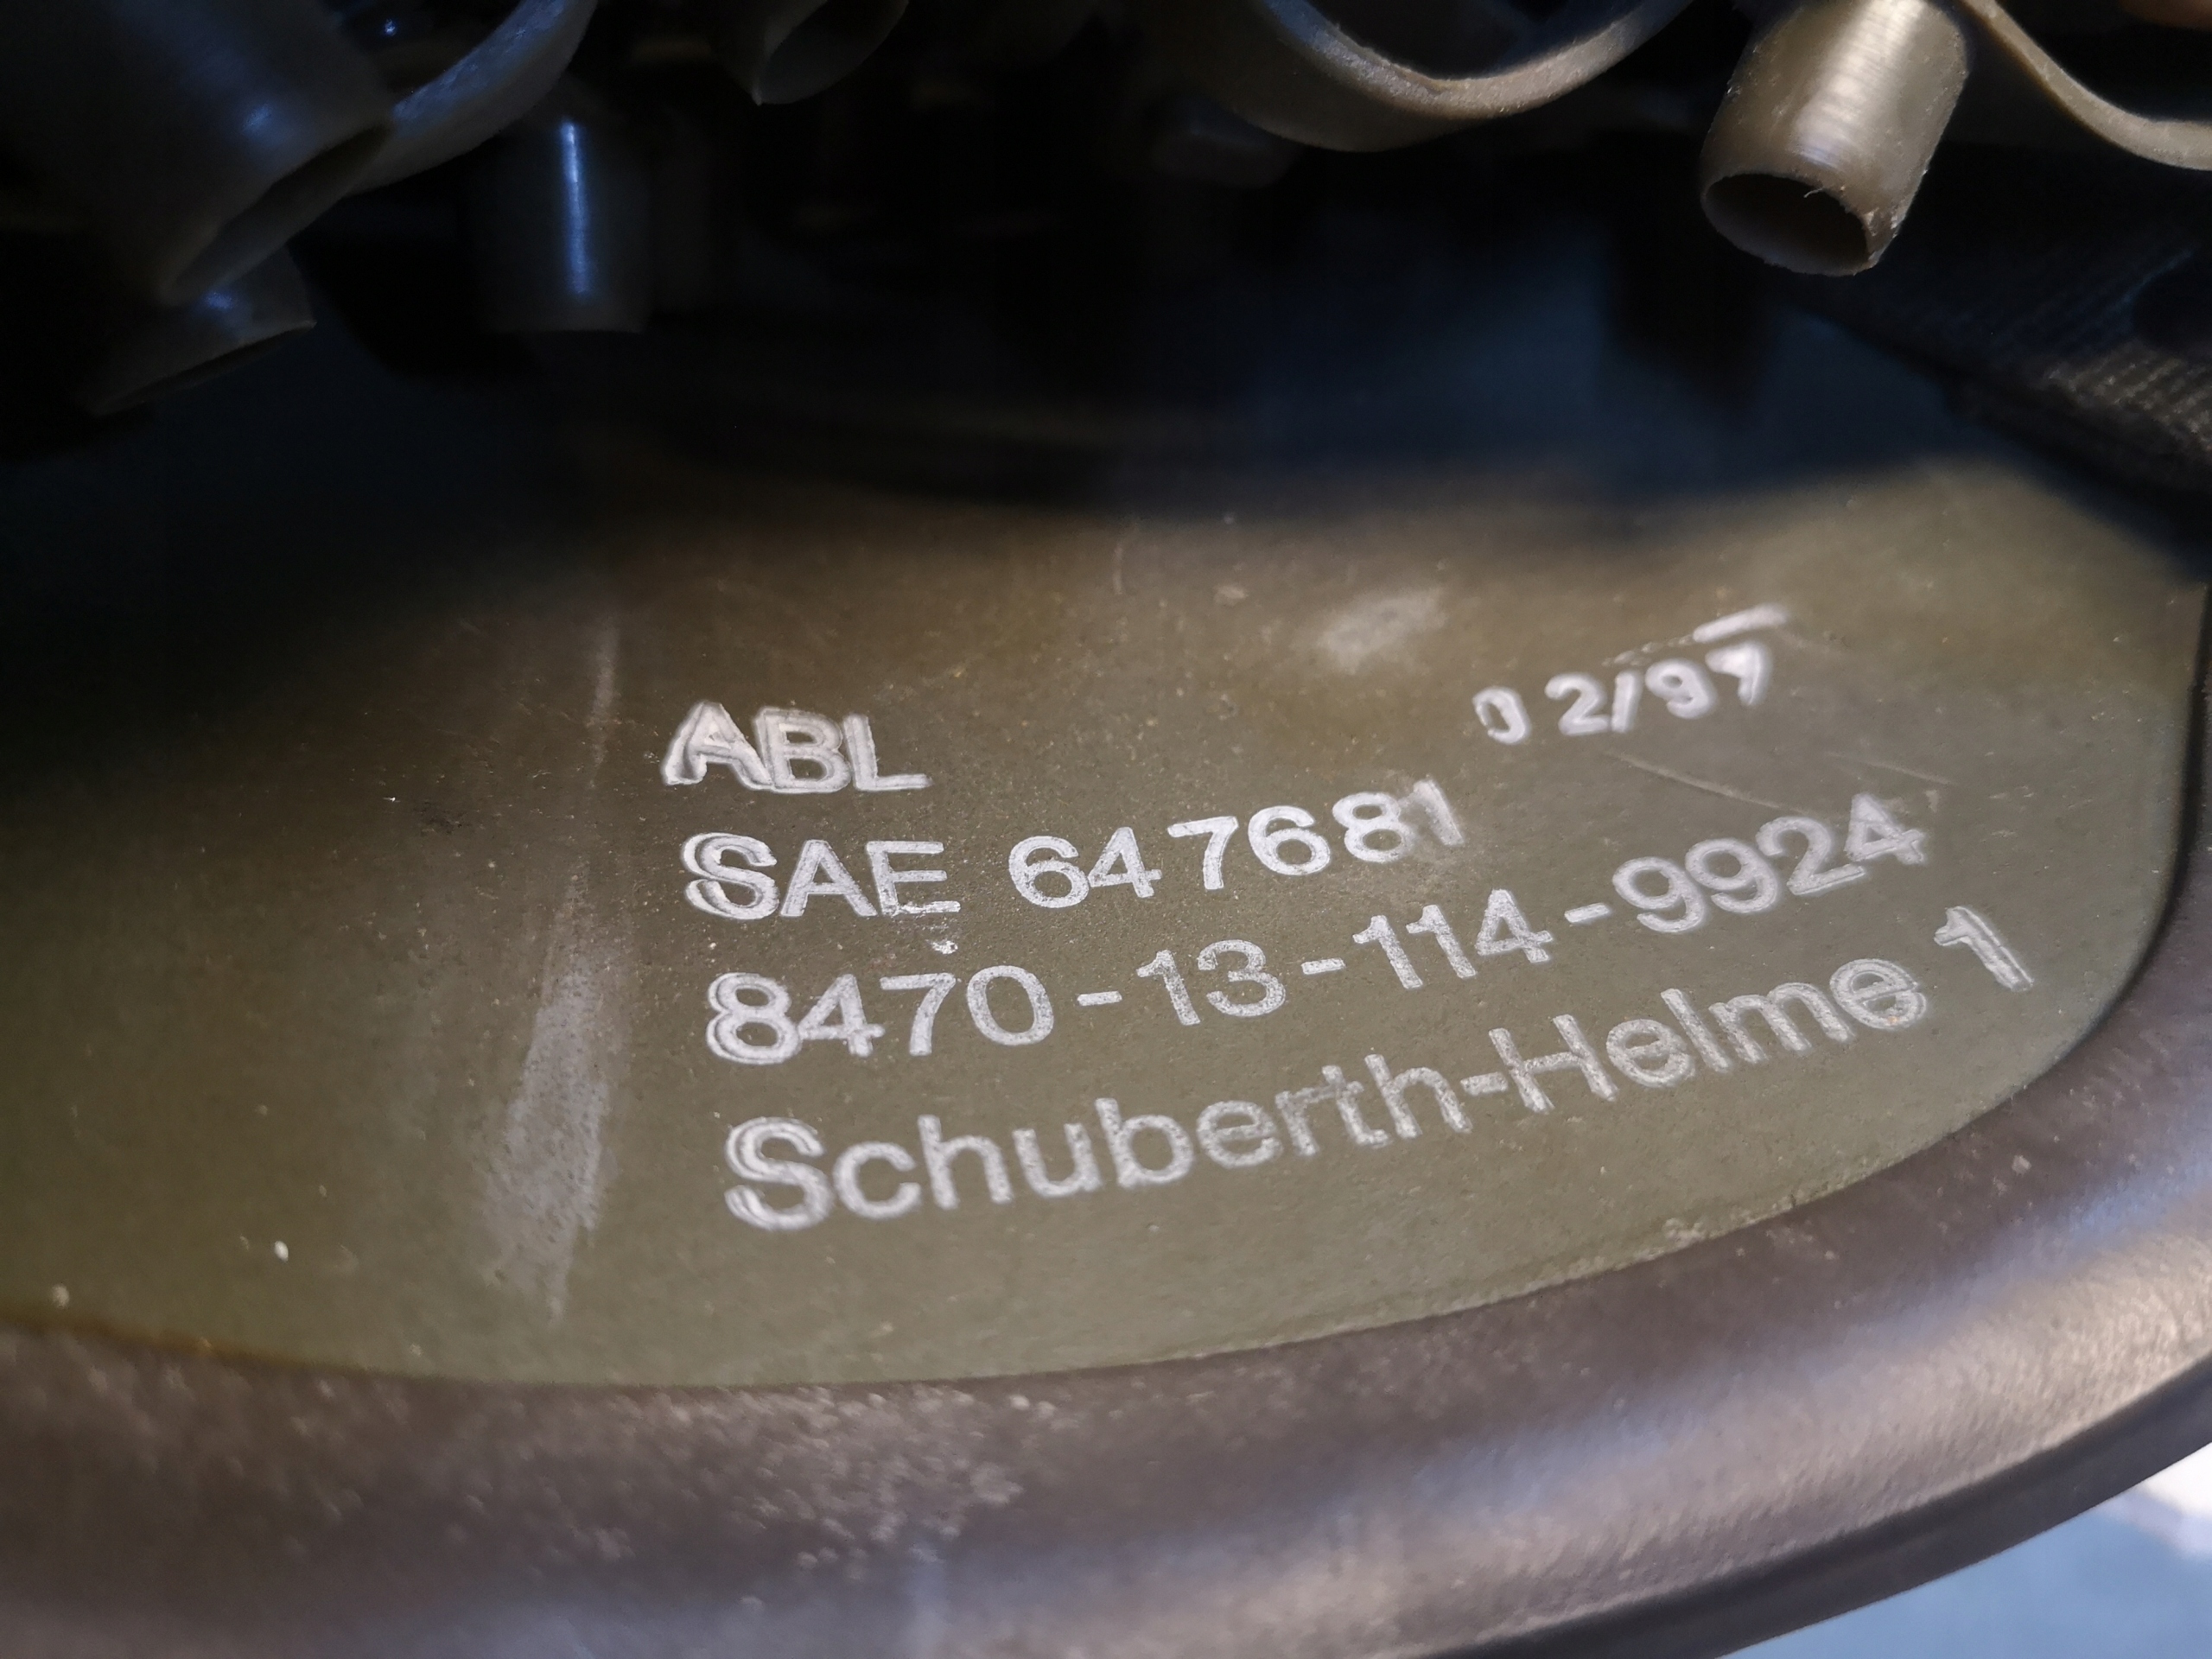 02/97
ABL
SAE 647681
8470-13-114-9924
Schuberth-Helme 1